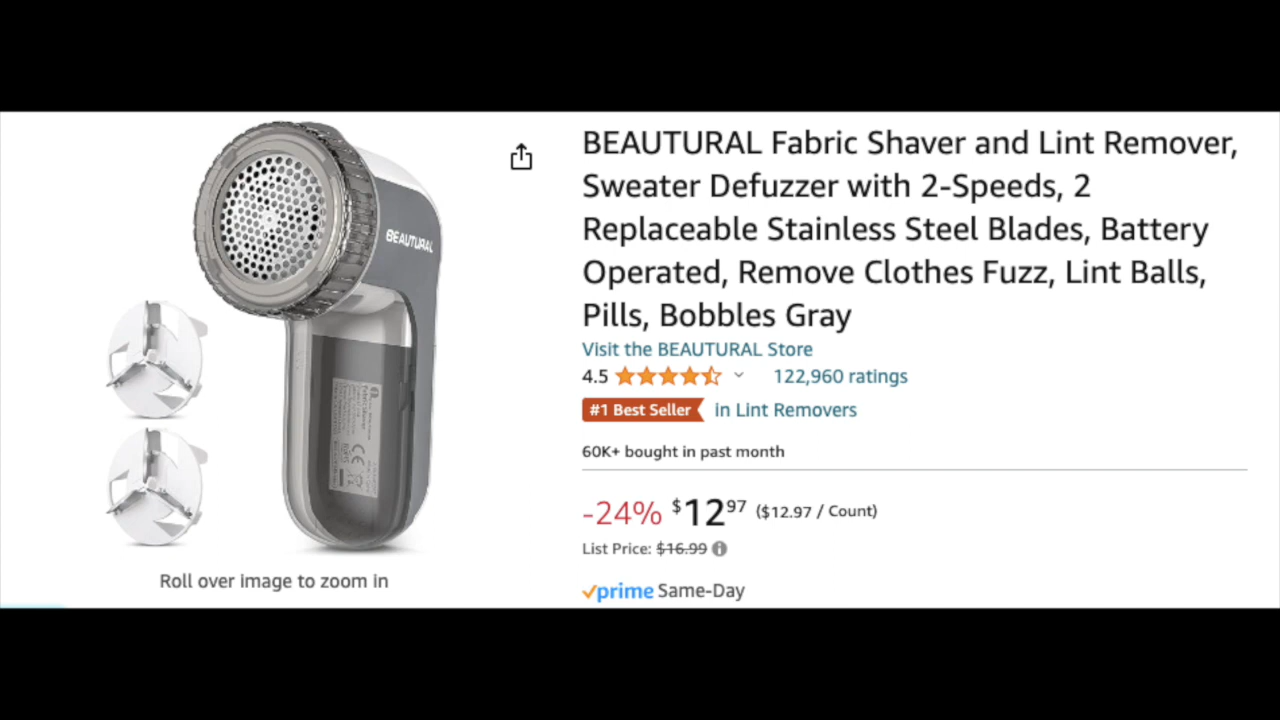 BEAUTURAL
Roll over image to zoom in
BEAUTURAL Fabric Shaver and Lint Remover,
Sweater Defuzzer with 2-Speeds, 2
Replaceable Stainless Steel Blades, Battery
Operated, Remove Clothes Fuzz, Lint Balls,
Pills, Bobbles Gray
Visit the BEAUTURAL Store
4.5 122,960 ratings
#1 Best Seller in Lint Removers
60K+ bought in past month
-24% $12 97 ($12.97 / Count)
List Price: $16.99
prime Same-Day